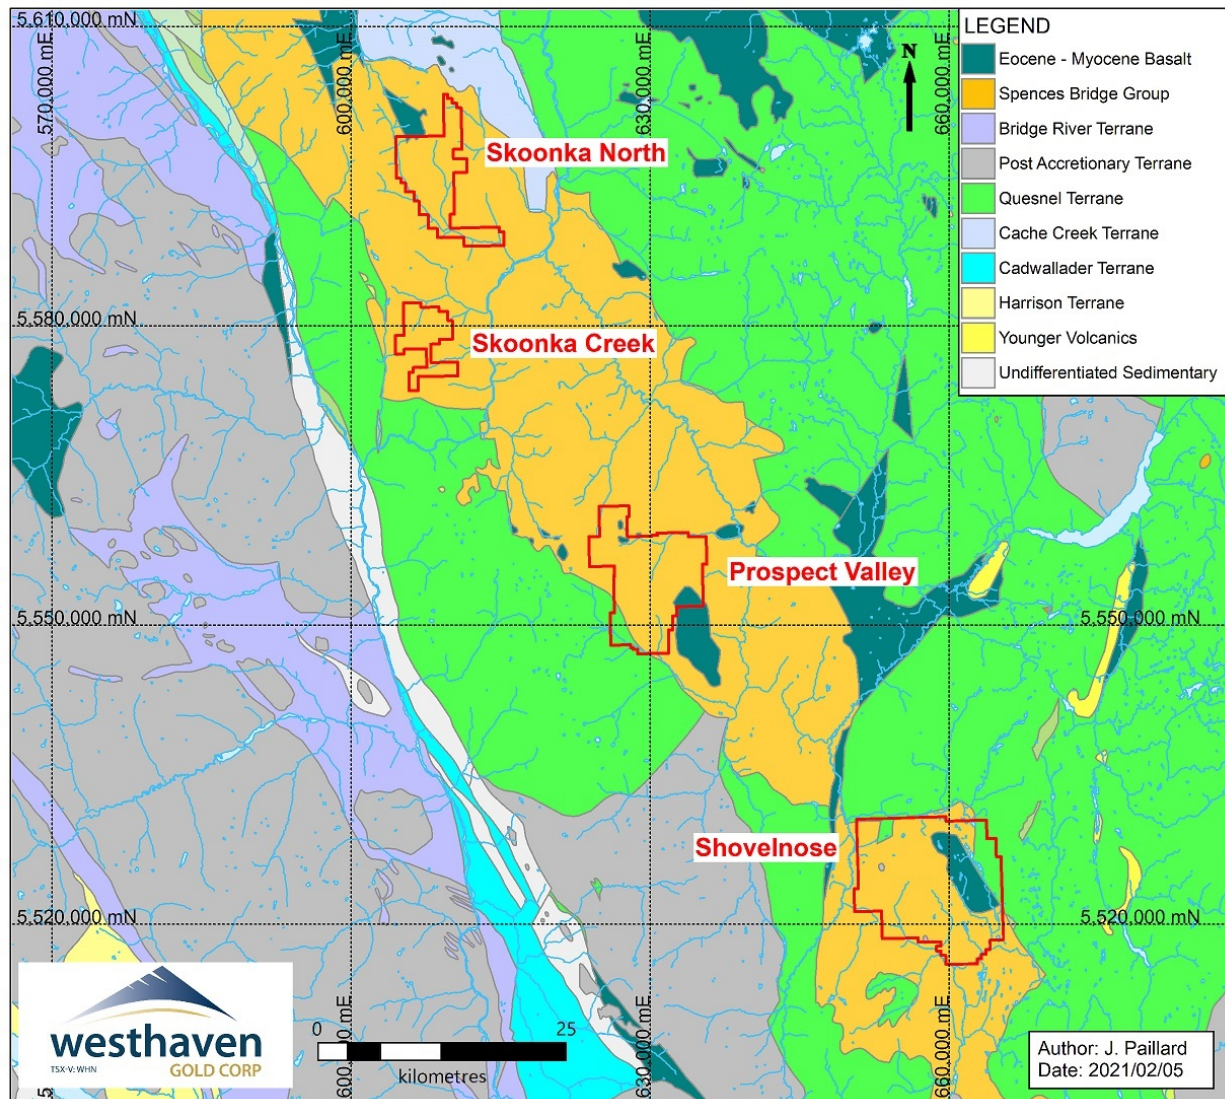 5,610,000 mN
570,000 mE
600,000 mE
630,000 mE
660,000 mE
N
LEGEND
Eocene - Myocene Basalt
Spences Bridge Group
Bridge River Terrane
Post Accretionary Terrane
Quesnel Terrane
Cache Creek Terrane
Cadwallader Terrane
Harrison Terrane
Younger Volcanics
Undifferentiated Sedimentary
Skoonka North
5,580,000 mN
Skoonka Creek
Prospect Valley
5,550,000 mN
5,550,000 mN
Shovelnose
5,520,000 mN
5,520,000 mN
westhaven
TSX-V: WHN
GOLD CORP
0
25
kilometres
600,000 mE
630,000 mE
660,000 mE
Author: J. Paillard
Date: 2021/02/05